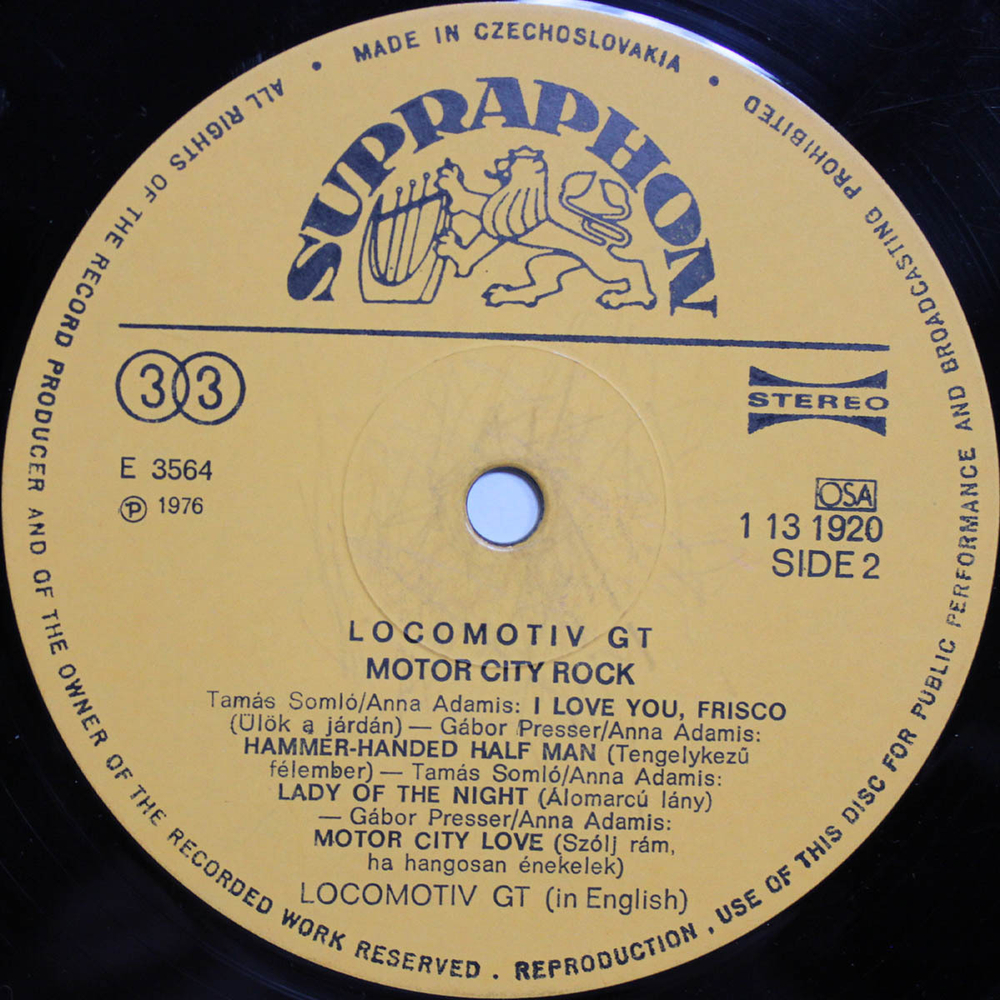 MADE IN CZECHOSLOVAKIA
ALL RIGHTS OF THE RECORD PRODUCER AND OF THE OWNER OF THE RECORDED WORK RESERVED . REPRODUCTION , USE OF THIS DISC FOR PUBLIC PERFORMANCE AND BROADCASTING PROHIBITED
SUPRAPHON
33
STEREO
E 3564
Ⓟ 1976
OSA
1 13 1920
SIDE 2
LOCOMOTIV GT
MOTOR CITY ROCK
Tamás Somló/Anna Adamis: I LOVE YOU, FRISCO
(Ülök a járdán) — Gábor Presser/Anna Adamis:
HAMMER-HANDED HALF MAN (Tengelykezű
félember) — Tamás Somló/Anna Adamis:
LADY OF THE NIGHT (Álomarcú lány)
— Gábor Presser/Anna Adamis:
MOTOR CITY LOVE (Szólj rám,
ha hangosan énekelek)
LOCOMOTIV GT (in English)